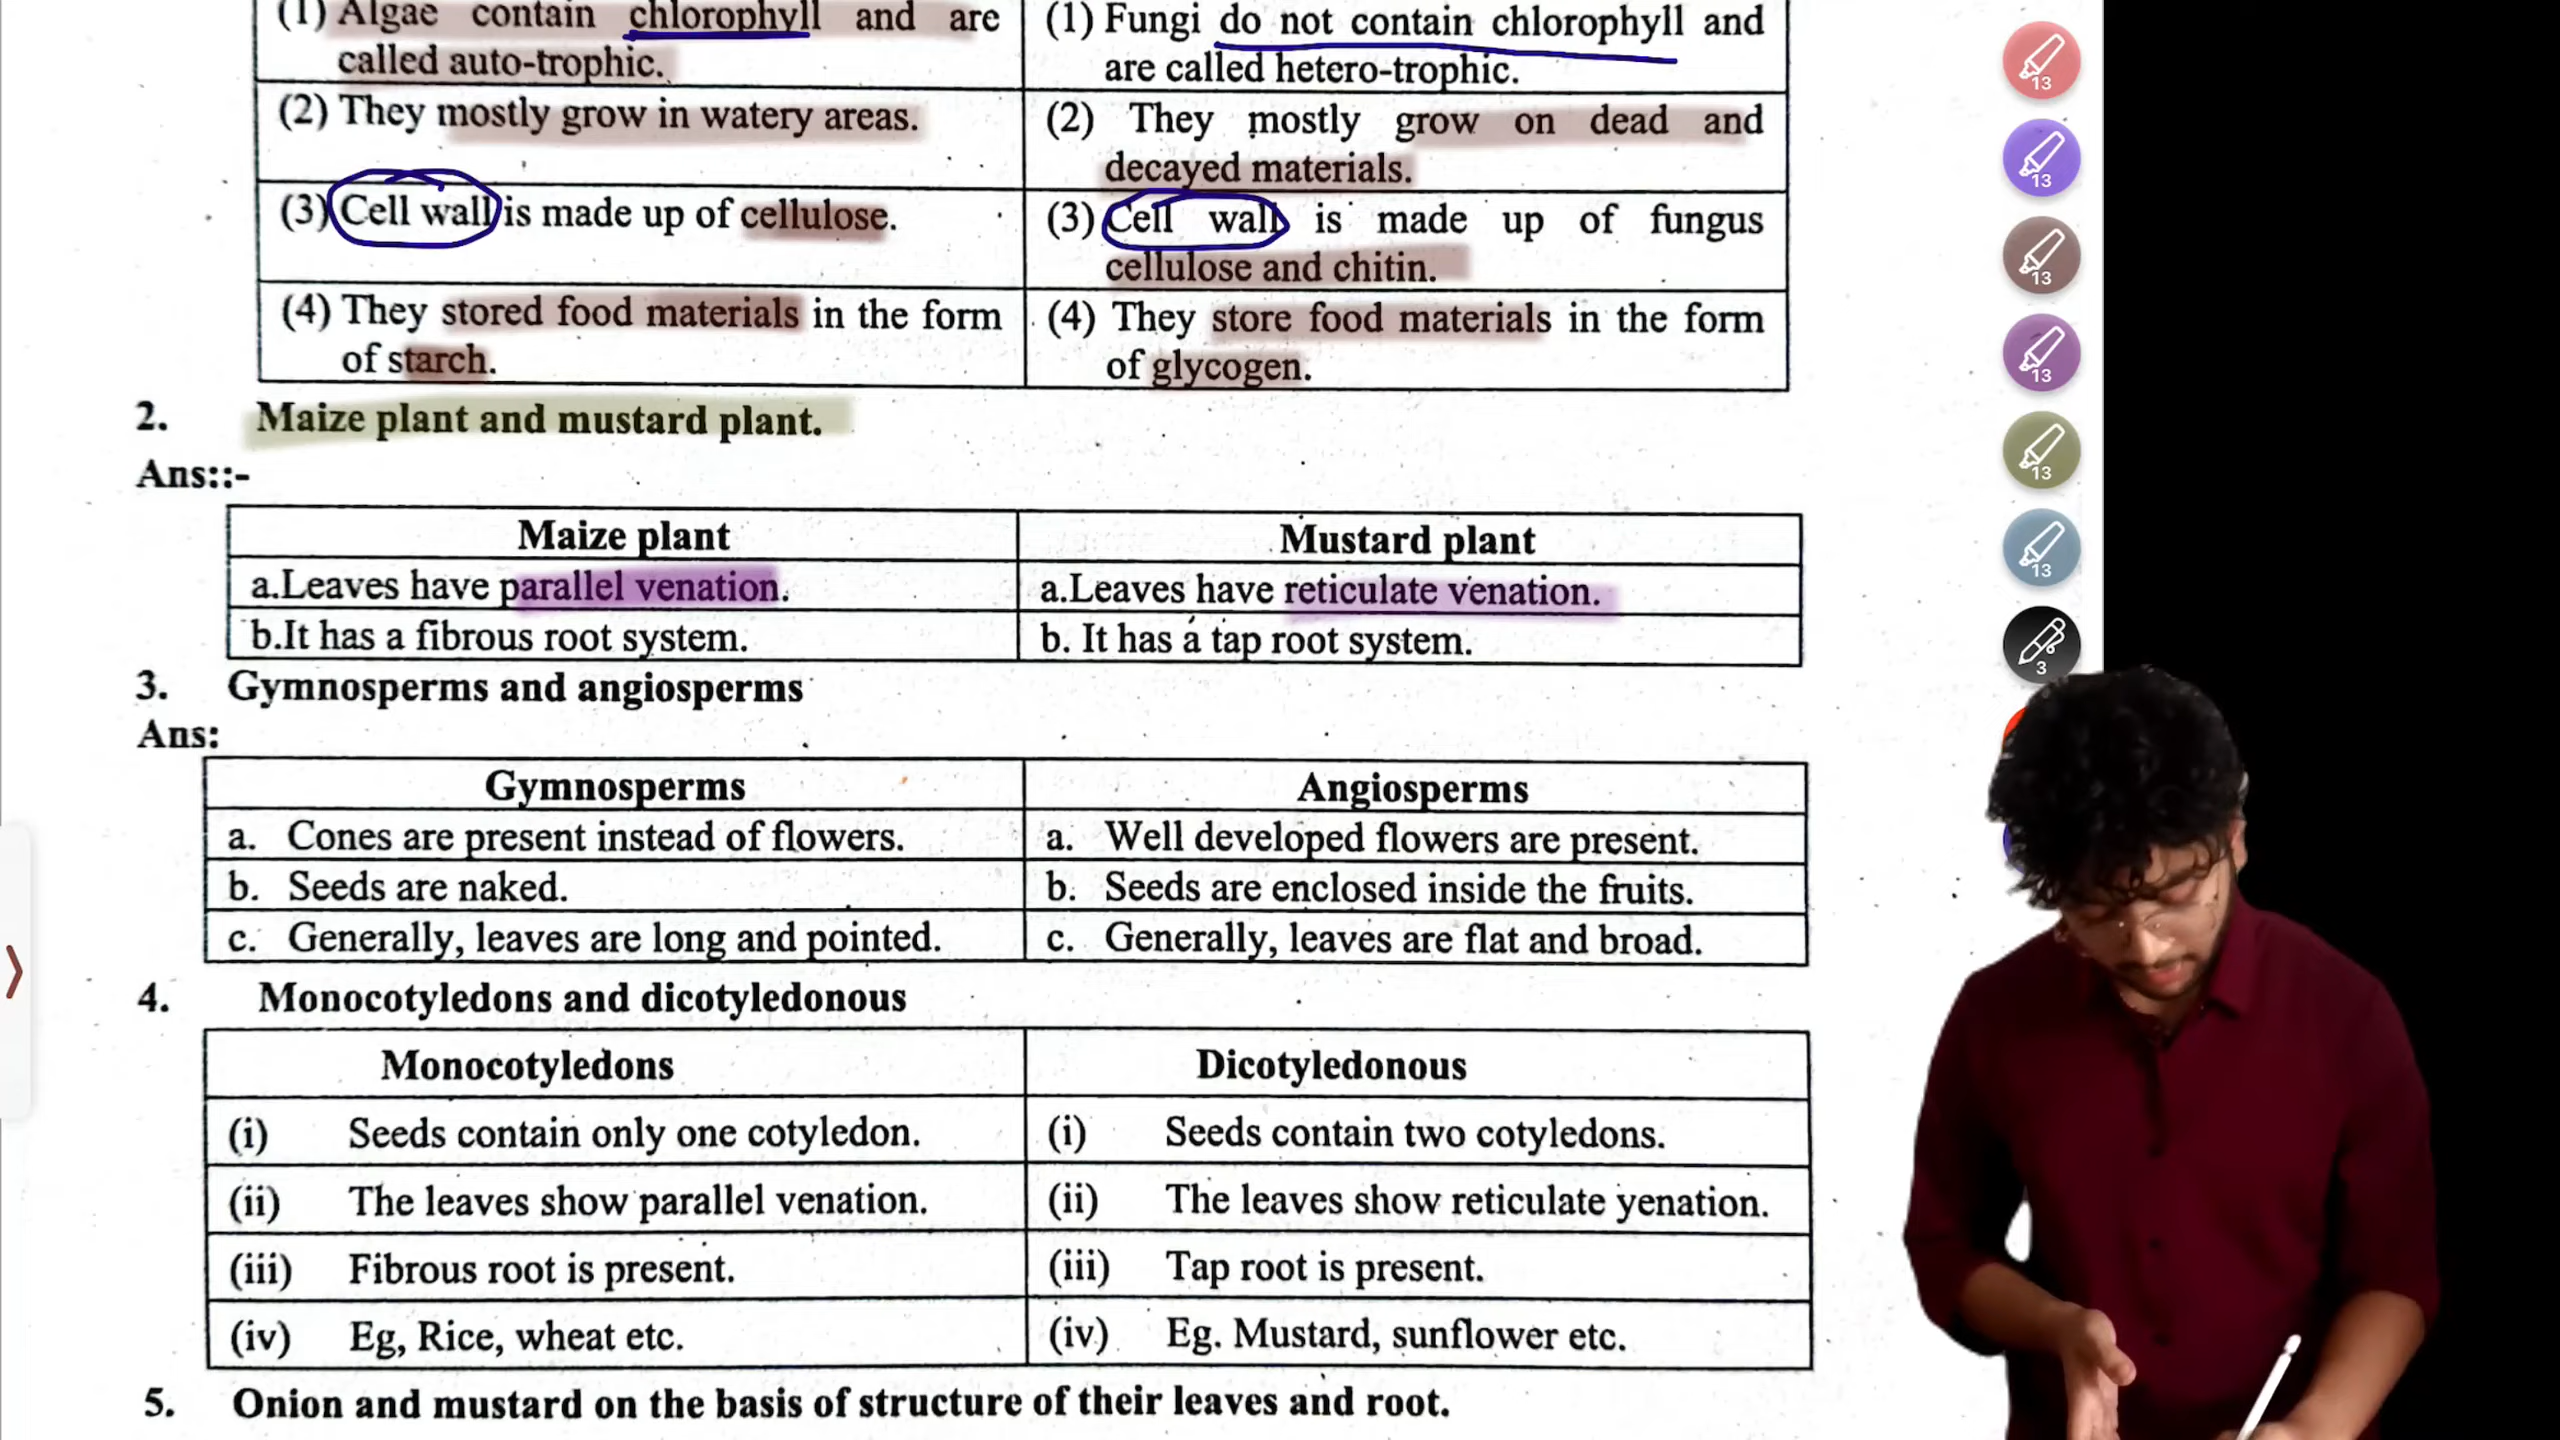 (1) Algae contain chlorophyll and are
called auto-trophic.
(1) Fungi do not contain chlorophyll and
are called hetero-trophic.
(2) They mostly grow in watery areas.
(2) They mostly grow on dead and
decayed materials.
(3) Cell wall is made up of cellulose.
(3) Cell wall is made up of fungus
cellulose and chitin.
(4) They stored food materials in the form
of starch.
(4) They store food materials in the form
of glycogen.
2. Maize plant and mustard plant.
Ans::-
Maize plant
Mustard plant
a.Leaves have parallel venation.
a.Leaves have reticulate venation.
b.It has a fibrous root system.
b. It has a tap root system.
3. Gymnosperms and angiosperms
Ans:
Gymnosperms
Angiosperms
a. Cones are present instead of flowers.
a. Well developed flowers are present.
b. Seeds are naked.
b. Seeds are enclosed inside the fruits.
c. Generally, leaves are long and pointed.
c. Generally, leaves are flat and broad.
4. Monocotyledons and dicotyledonous
Monocotyledons
Dicotyledonous
(i) Seeds contain only one cotyledon.
(i) Seeds contain two cotyledons.
(ii) The leaves show parallel venation.
(ii) The leaves show reticulate yenation.
(iii) Fibrous root is present.
(iii) Tap root is present.
(iv) Eg, Rice, wheat etc.
(iv) Eg. Mustard, sunflower etc.
5. Onion and mustard on the basis of structure of their leaves and root.
13
13
13
13
13
13
3